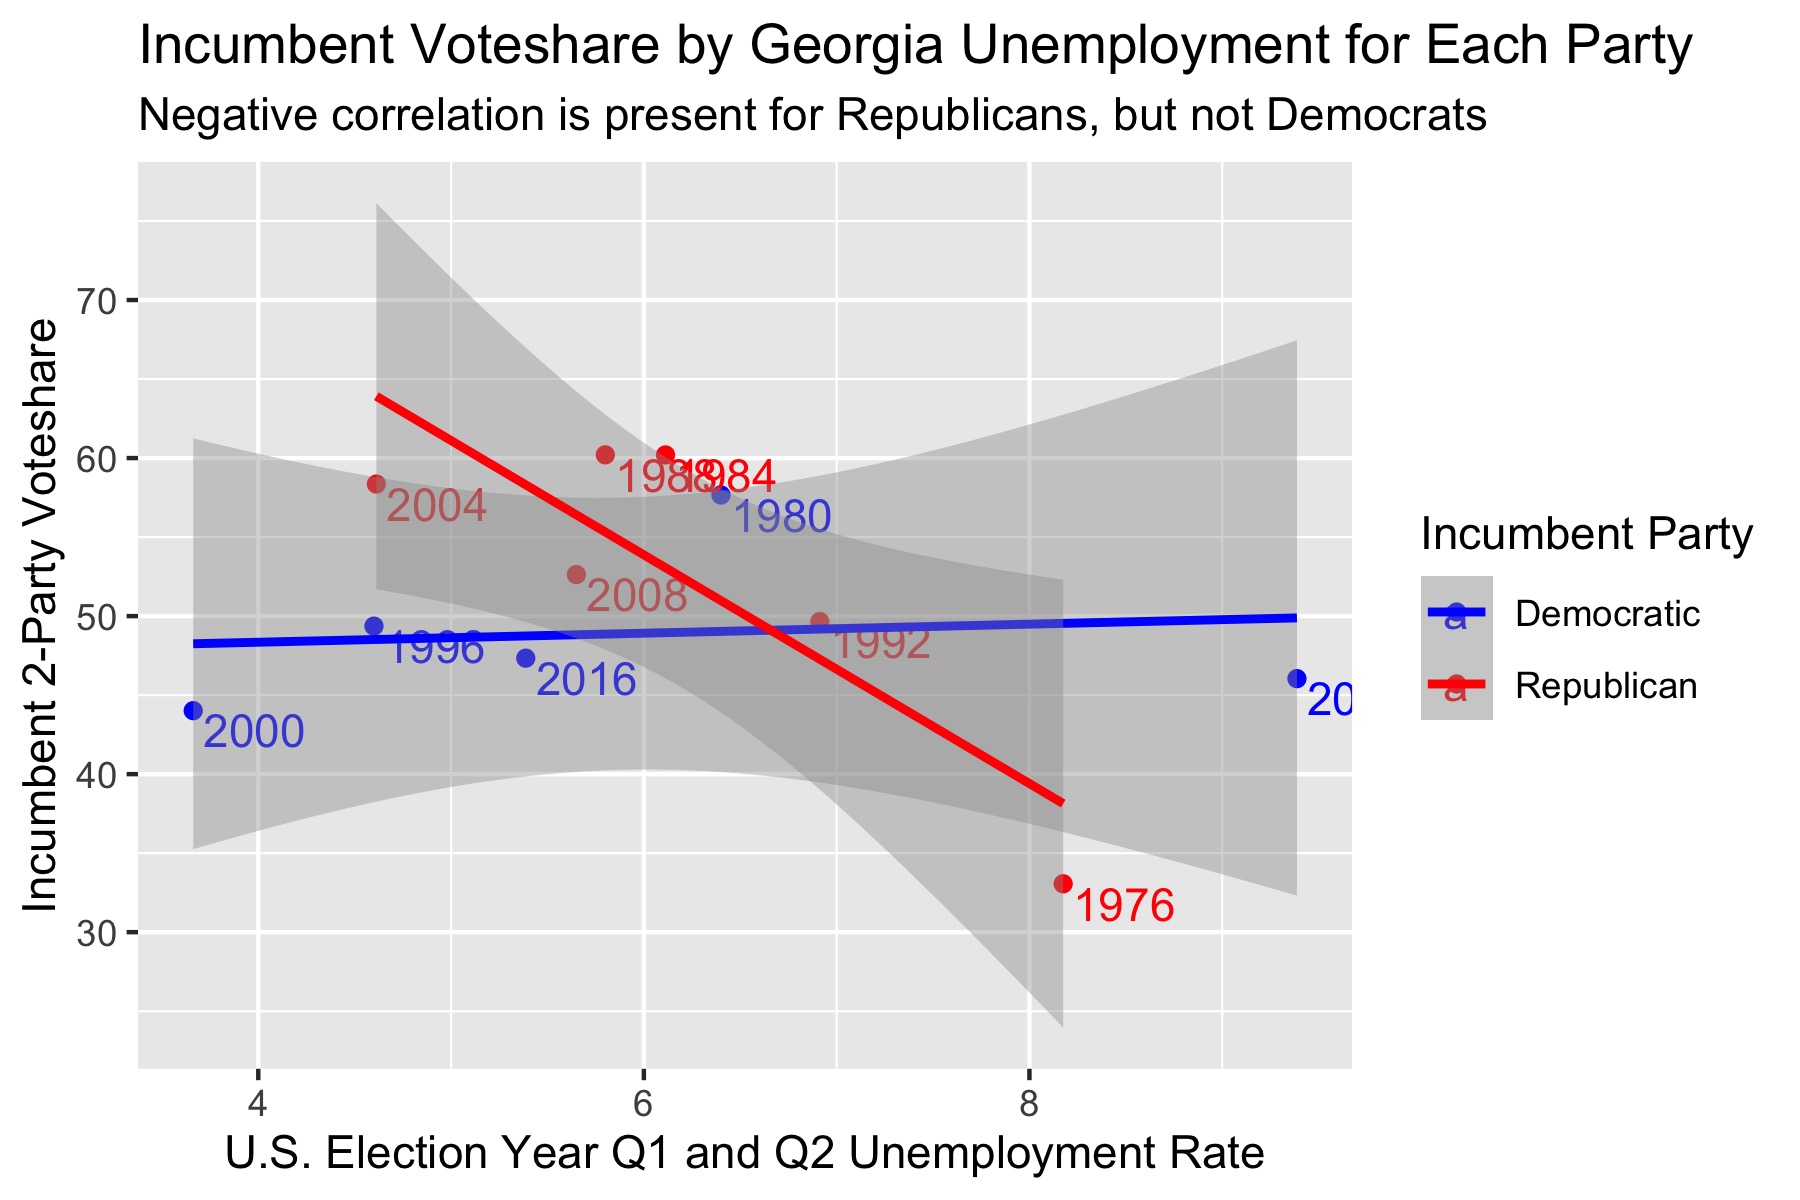 Incumbent Voteshare by Georgia Unemployment for Each Party
Negative correlation is present for Republicans, but not Democrats
Incumbent 2-Party Voteshare
70
60
50
40
30
1988
1984
2004
1980
2008
1992
1996
2016
2000
20
1976
4
6
8
U.S. Election Year Q1 and Q2 Unemployment Rate
Incumbent Party
a Democratic
a Republican